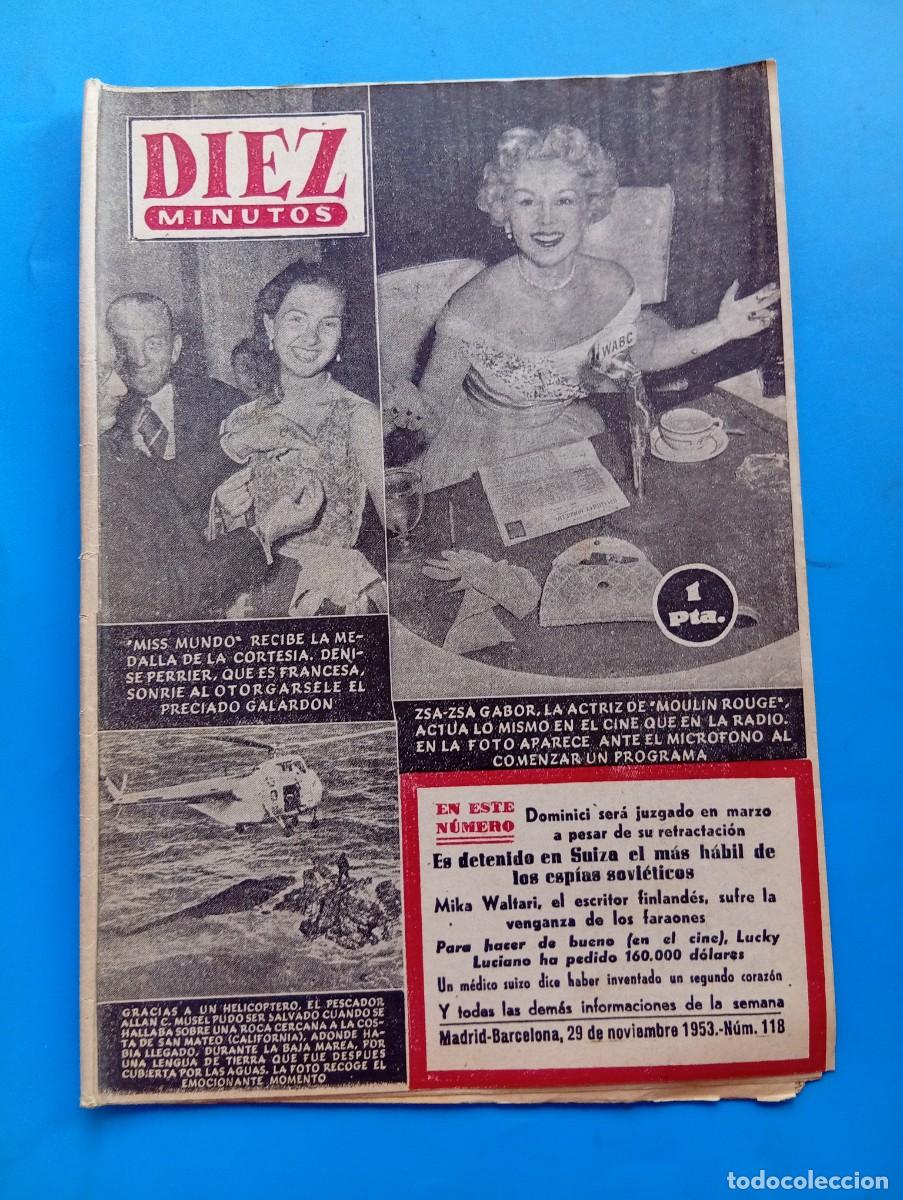 DIEZ
MINUTOS
WABC
1
Pta.
"MISS MUNDO" RECIBE LA ME-
DALLA DE LA CORTESIA. DENI-
SE PERRIER, QUE ES FRANCESA,
SONRIE AL OTORGARSELE EL
PRECIADO GALARDON
ZSA-ZSA GABOR, LA ACTRIZ DE "MOULIN ROUGE",
ACTUA LO MISMO EN EL CINE QUE EN LA RADIO.
EN LA FOTO APARECE ANTE EL MICROFONO AL
COMENZAR UN PROGRAMA
GRACIAS A UN HELICOPTERO, EL PESCADOR
ALLAN C. MUSEL PUDO SER SALVADO CUANDO SE
HALLABA SOBRE UNA ROCA CERCANA A LA COS-
TA DE SAN MATEO (CALIFORNIA), ADONDE HA-
BIA LLEGADO, DURANTE LA BAJA MAREA, POR
UNA LENGUA DE TIERRA QUE FUE DESPUES
CUBIERTA POR LAS AGUAS. LA FOTO RECOGE EL
EMOCIONANTE MOMENTO
EN ESTE
NÚMERO
Dominici será juzgado en marzo
a pesar de su retractación
Es detenido en Suiza el más hábil de
los espías soviéticos
Mika Waltari, el escritor finlandés, sufre la
venganza de los faraones
Para hacer de bueno (en el cine), Lucky
Luciano ha pedido 160.000 dólares
Un médico suizo dice haber inventado un segundo corazón
Y todas las demás informaciones de la semana
Madrid-Barcelona, 29 de noviembre 1953.-Núm. 118
todocoleccion